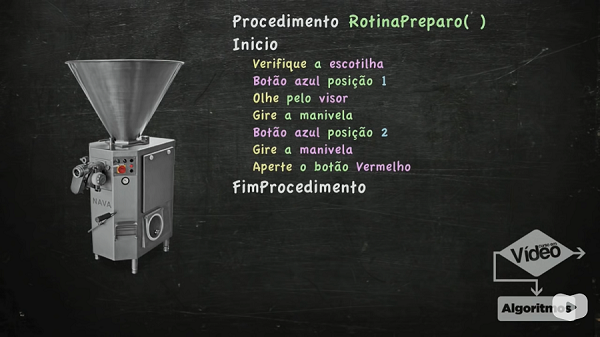 Procedimento RotinaPreparo( )
Inicio
Verifique a escotilha
Botão azul posição 1
Olhe pelo visor
Gire a manivela
Botão azul posição 2
Gire a manivela
Aperte o botão Vermelho
FimProcedimento
NAVA
Vídeo
Algoritmos